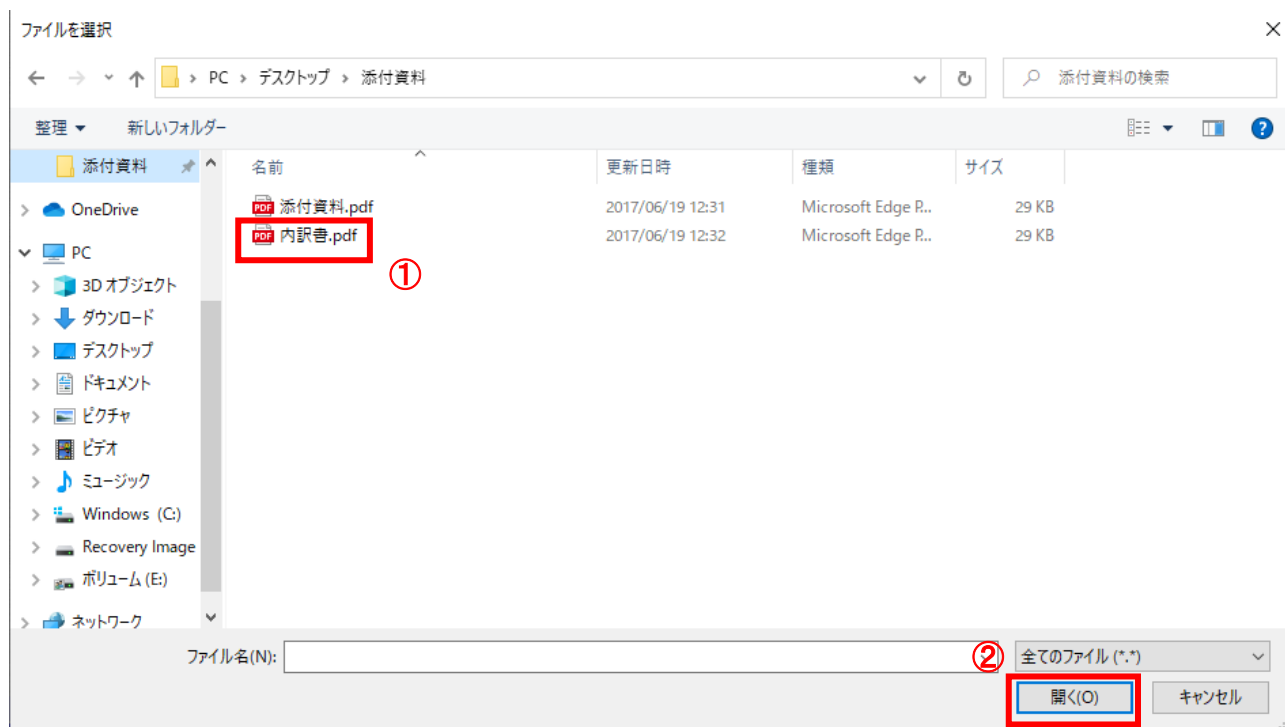 ファイルを選択
PC › デスクトップ › 添付資料
添付資料の検索
整理
新しいフォルダー
添付資料
OneDrive
PC
3D オブジェクト
ダウンロード
デスクトップ
ドキュメント
ピクチャ
ビデオ
ミュージック
Windows (C:)
Recovery Image
ボリューム (E:)
ネットワーク
名前 更新日時 種類 サイズ
PDF 添付資料.pdf 2017/06/19 12:31 Microsoft Edge P... 29 KB
PDF 内訳書.pdf 2017/06/19 12:32 Microsoft Edge P... 29 KB
①
ファイル名(N):
②
全てのファイル (*.*)
開く(O)
キャンセル